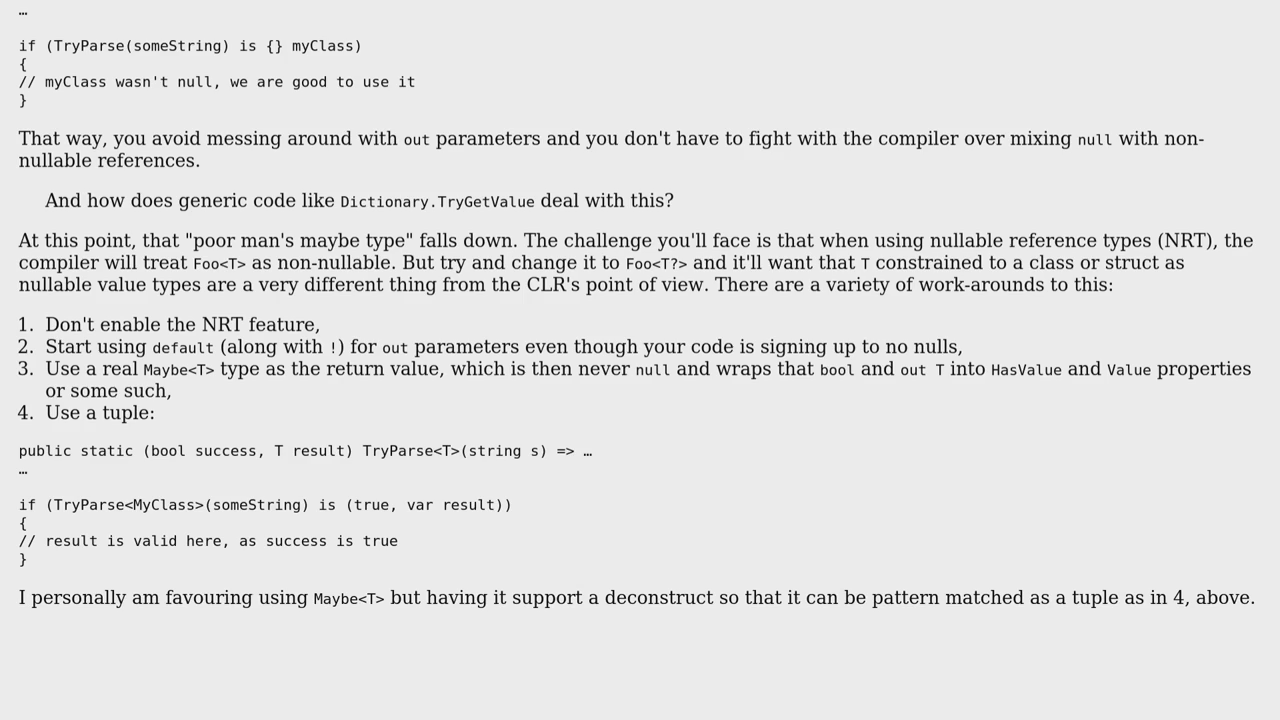 …
if (TryParse(someString) is {} myClass)
{
// myClass wasn't null, we are good to use it
}
That way, you avoid messing around with out parameters and you don't have to fight with the compiler over mixing null with non-
nullable references.
And how does generic code like Dictionary.TryGetValue deal with this?
At this point, that "poor man's maybe type" falls down. The challenge you'll face is that when using nullable reference types (NRT), the
compiler will treat Foo<T> as non-nullable. But try and change it to Foo<T?> and it'll want that T constrained to a class or struct as
nullable value types are a very different thing from the CLR's point of view. There are a variety of work-arounds to this:
1. Don't enable the NRT feature,
2. Start using default (along with !) for out parameters even though your code is signing up to no nulls,
3. Use a real Maybe<T> type as the return value, which is then never null and wraps that bool and out T into HasValue and Value properties
or some such,
4. Use a tuple:
public static (bool success, T result) TryParse<T>(string s) => …
…
if (TryParse<MyClass>(someString) is (true, var result))
{
// result is valid here, as success is true
}
I personally am favouring using Maybe<T> but having it support a deconstruct so that it can be pattern matched as a tuple as in 4, above.